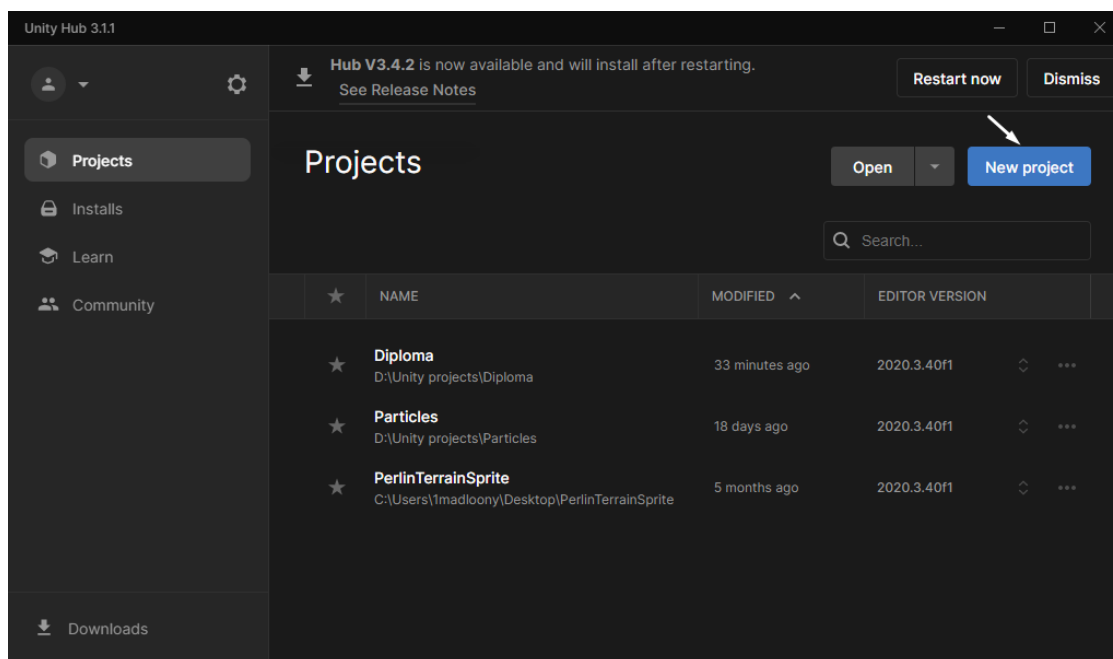 Unity Hub 3.1.1
Hub V3.4.2 is now available and will install after restarting.
See Release Notes
Restart now
Dismiss
Projects
Installs
Learn
Community
Downloads
Projects
Open
New project
Search...
NAME MODIFIED EDITOR VERSION
Diploma
D:\Unity projects\Diploma
33 minutes ago
2020.3.40f1
Particles
D:\Unity projects\Particles
18 days ago
2020.3.40f1
PerlinTerrainSprite
C:\Users\1madloony\Desktop\PerlinTerrainSprite
5 months ago
2020.3.40f1